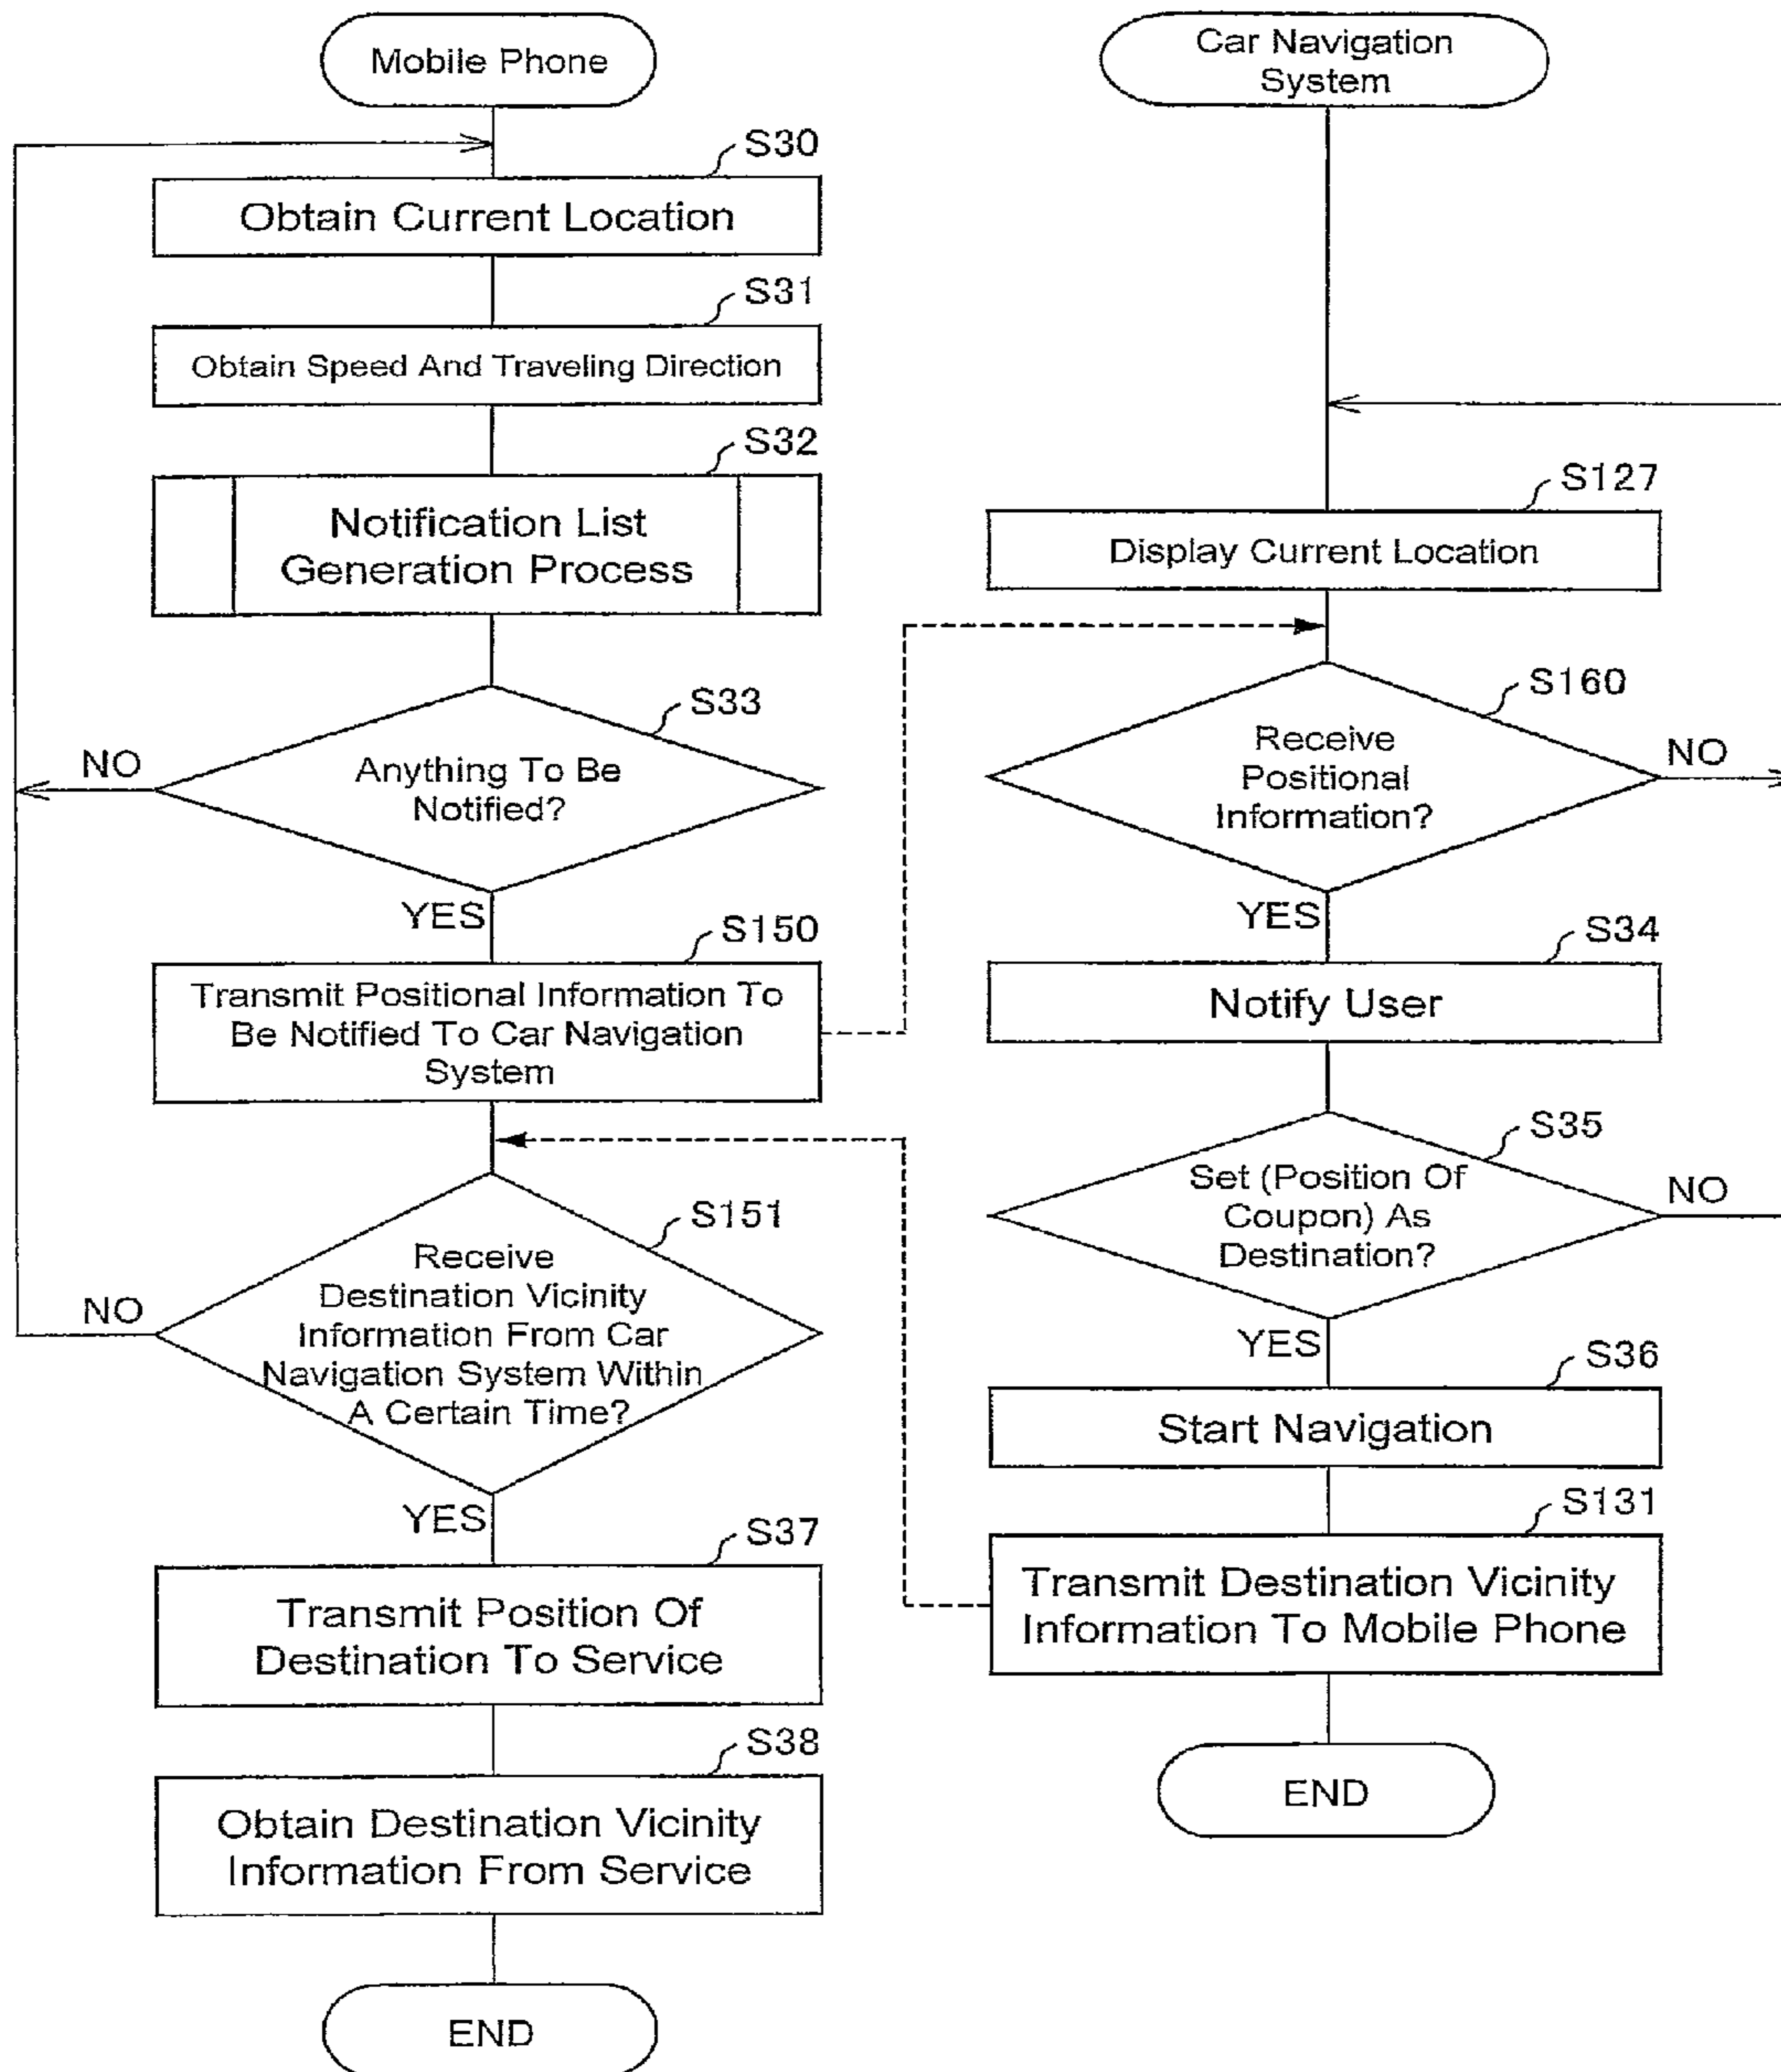 Mobile Phone
S30
Obtain Current Location
S31
Obtain Speed And Traveling Direction
S32
Notification List
Generation Process
S33
Anything To Be
Notified?
NO
YES
S150
Transmit Positional Information To
Be Notified To Car Navigation
System
S151
Receive
Destination Vicinity
Information From Car
Navigation System Within
A Certain Time?
NO
YES
S37
Transmit Position Of
Destination To Service
S38
Obtain Destination Vicinity
Information From Service
END
Car Navigation
System
S127
Display Current Location
S160
Receive
Positional
Information?
NO
YES
S34
Notify User
S35
Set (Position Of
Coupon) As
Destination?
NO
YES
S36
Start Navigation
S131
Transmit Destination Vicinity
Information To Mobile Phone
END